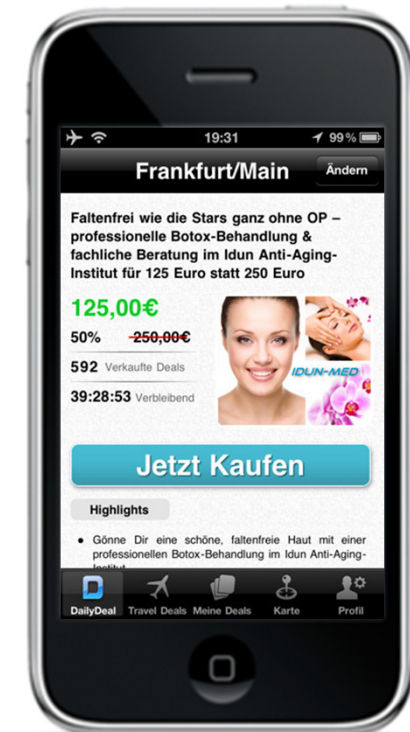 19:31
99%
Frankfurt/Main
Ändern
Faltenfrei wie die Stars ganz ohne OP –
professionelle Botox-Behandlung &
fachliche Beratung im Idun Anti-Aging-
Institut für 125 Euro statt 250 Euro
125,00€
50% 250,00€
592 Verkaufte Deals
39:28:53 Verbleibend
IDUN-MED
Jetzt Kaufen
Highlights
• Gönne Dir eine schöne, faltenfreie Haut mit einer
professionellen Botox-Behandlung im Idun Anti-Aging-
Institut
DailyDeal Travel Deals Meine Deals Karte Profil